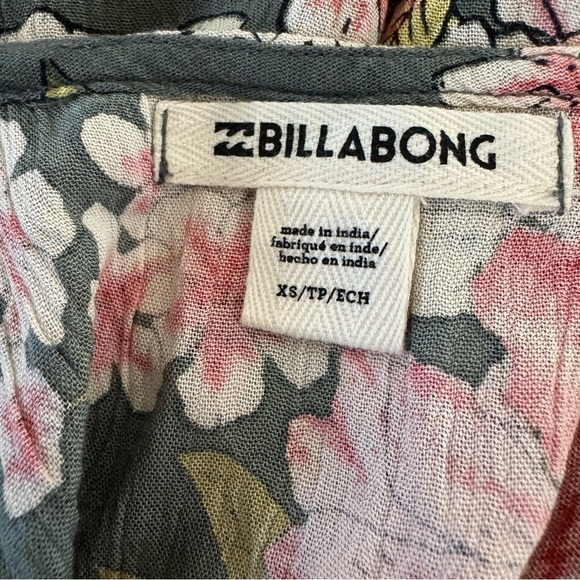 BILLABONG
made in india/
fabriqué en inde/
hecho en india
XS/TP/ECH